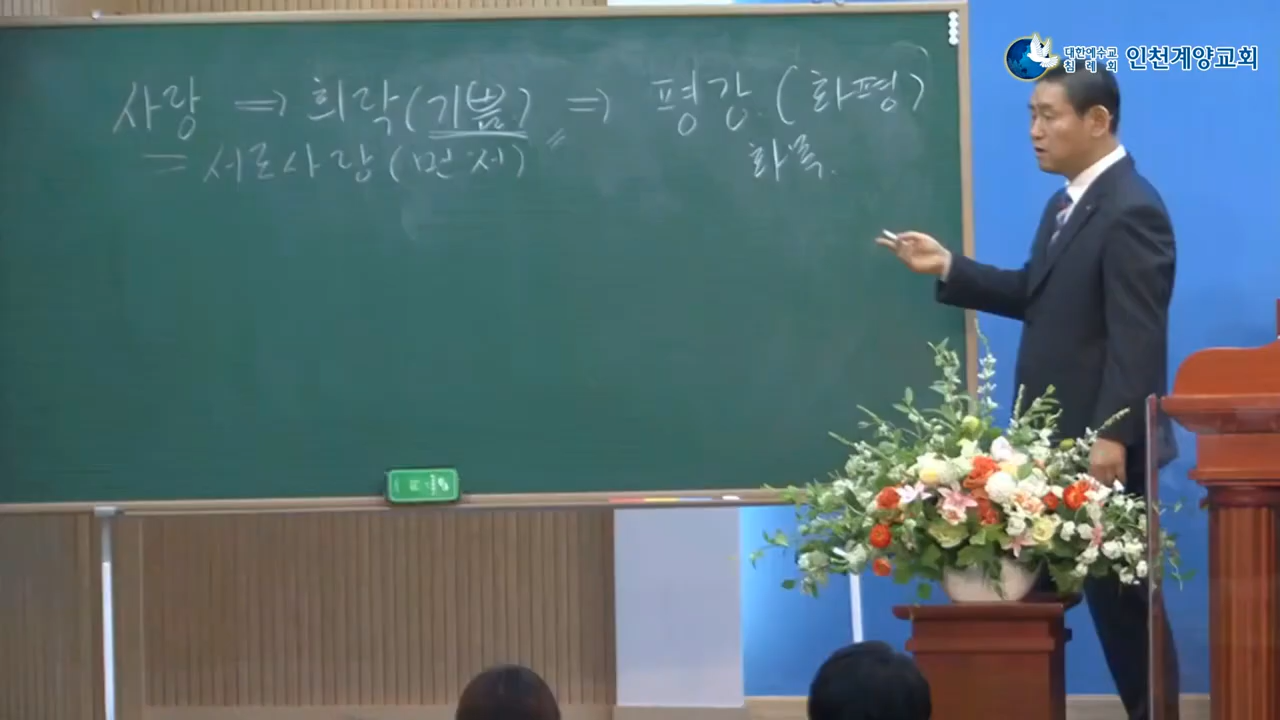 대한예수교
침례회 인천계양교회
사랑 ⇒ 희락(기쁨) ⇒ 평강.(화평)
= 서로사랑(먼저) 화목.